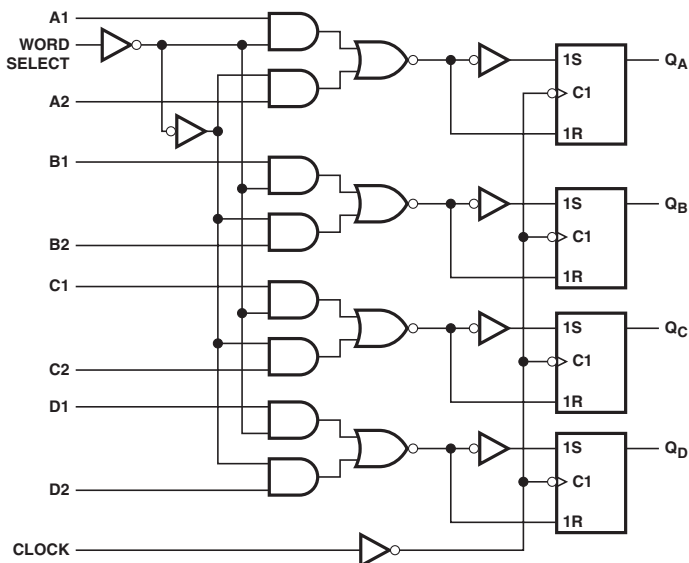 A1
WORD
SELECT
A2
B1
B2
C1
C2
D1
D2
CLOCK
1S
C1
1R
QA
1S
C1
1R
QB
1S
C1
1R
QC
1S
C1
1R
QD